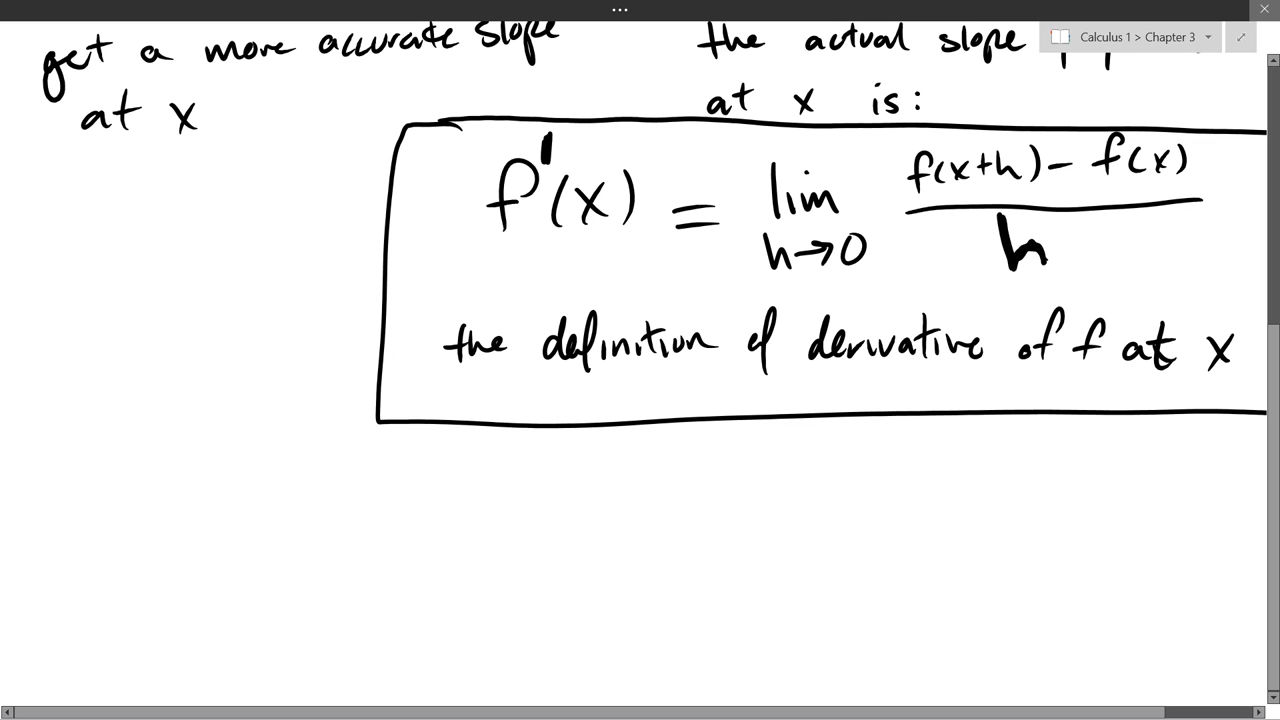 ...
Calculus 1 > Chapter 3
get a more accurate slope
at x
the actual slope
at x is:
f'(x) = lim h→0 f(x+h) - f(x) / h
the definition of derivative of f at x